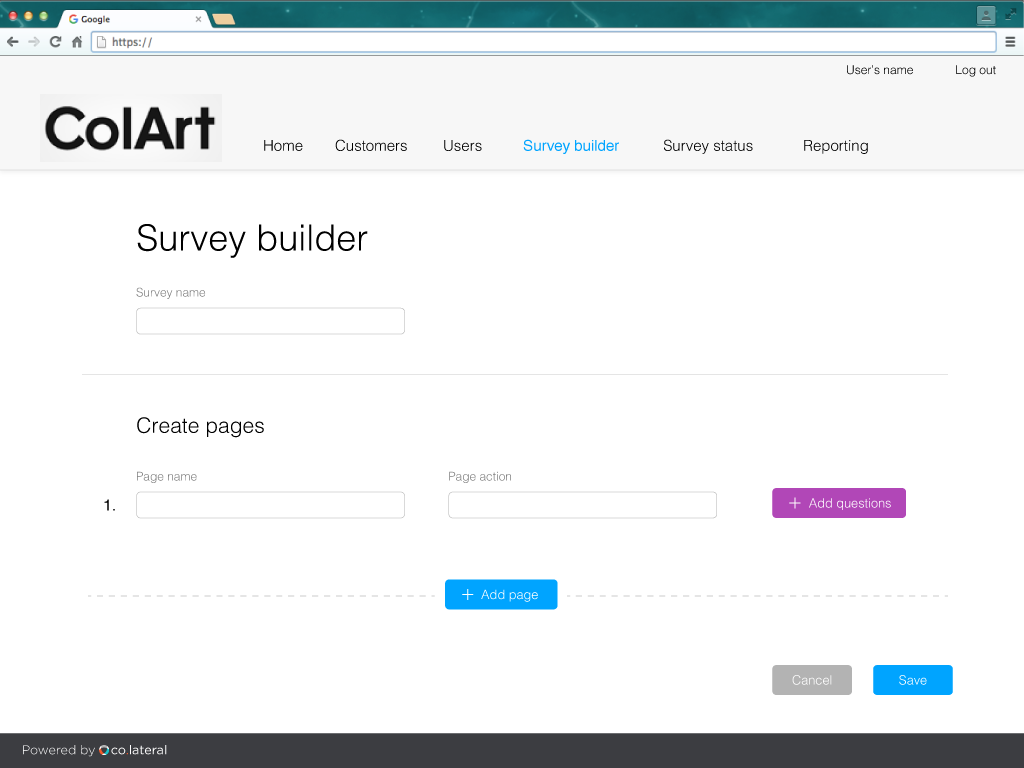 Google
https://
User's name Log out
ColArt
Home Customers Users Survey builder Survey status Reporting
Survey builder
Survey name
Create pages
Page name Page action
1. + Add questions
+ Add page
Cancel Save
Powered by co.lateral